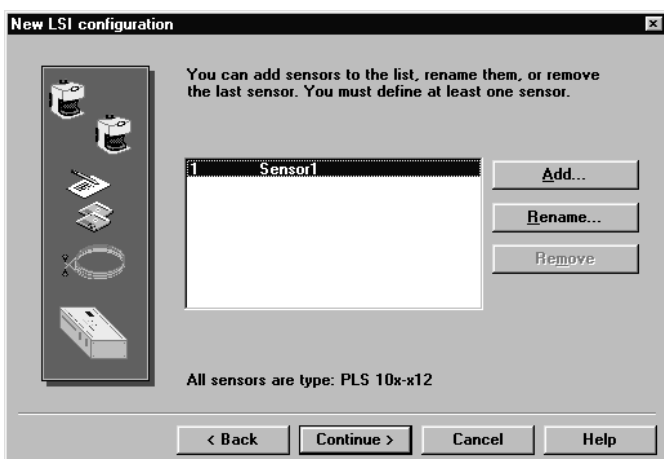 New LSI configuration
You can add sensors to the list, rename them, or remove
the last sensor. You must define at least one sensor.
1 Sensor1
Add...
Rename...
Remove
All sensors are type: PLS 10x-x12
< Back Continue > Cancel Help